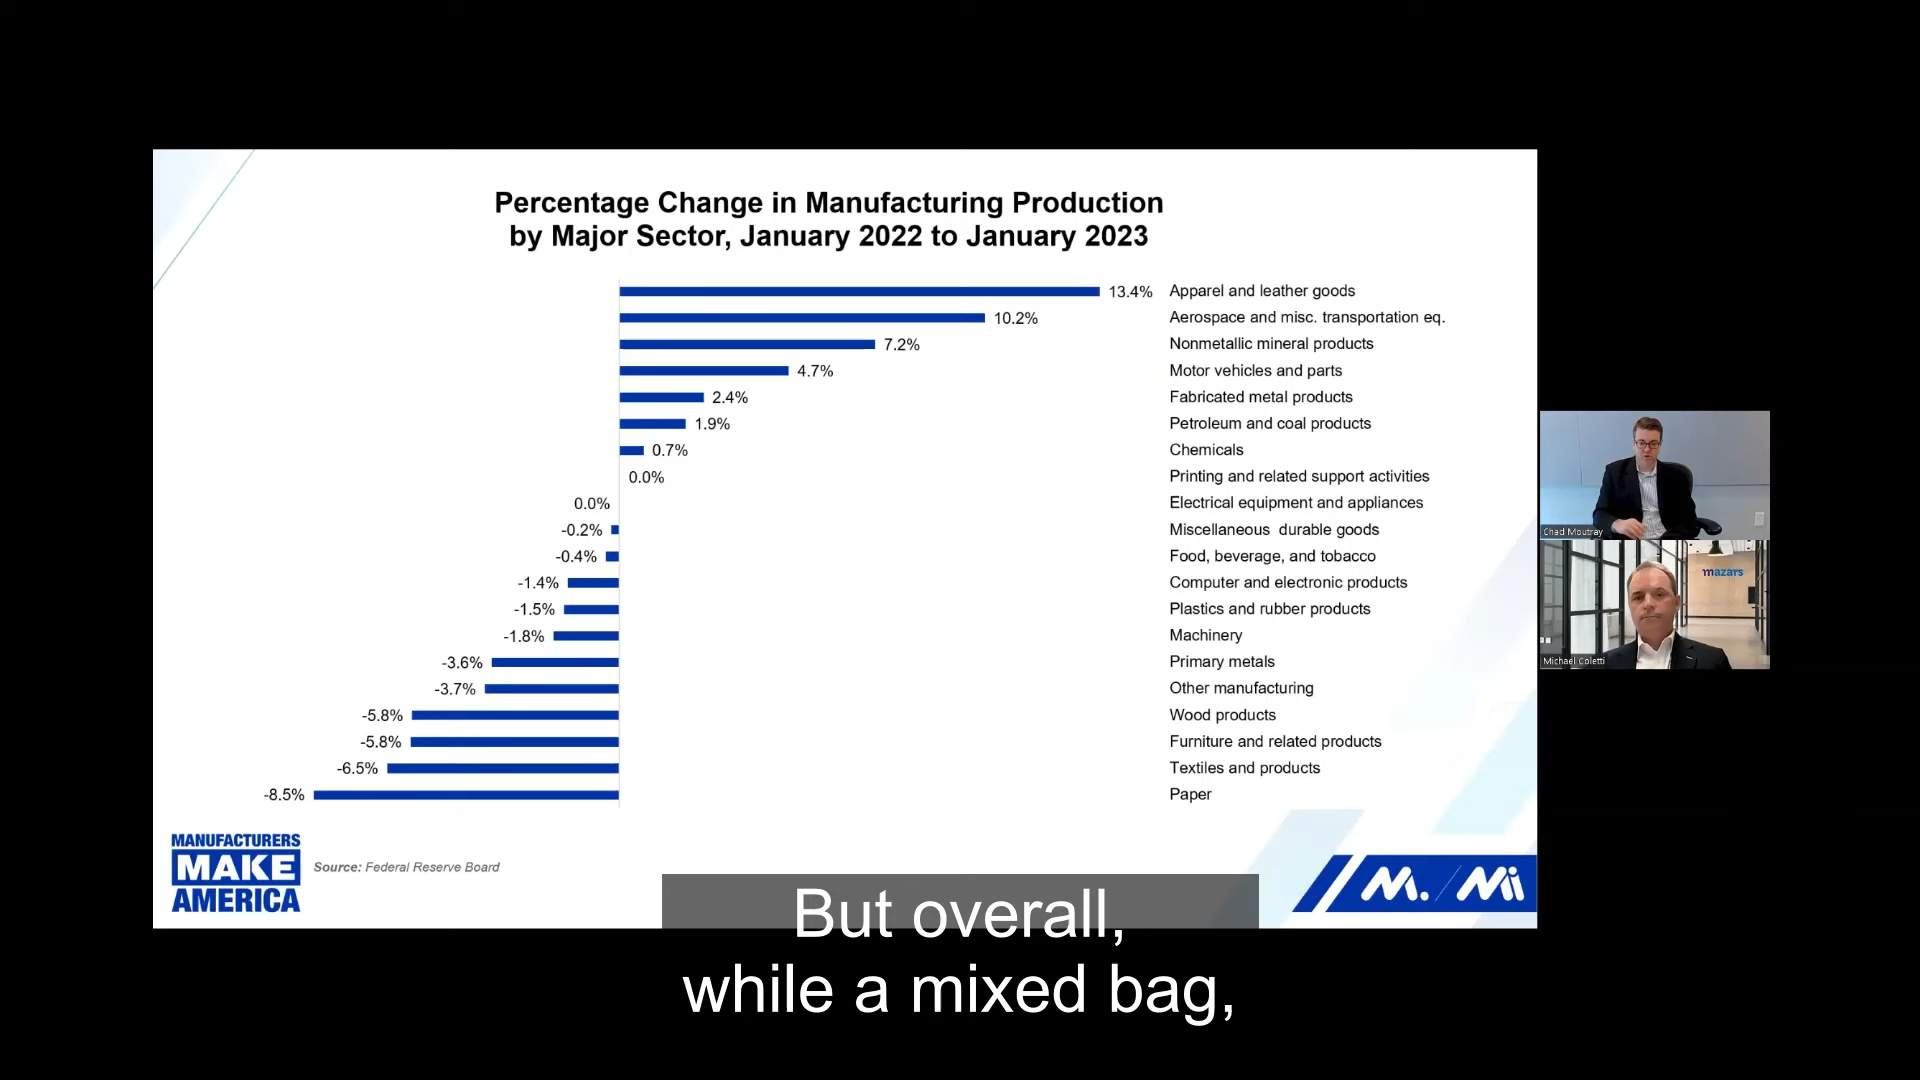 Percentage Change in Manufacturing Production
by Major Sector, January 2022 to January 2023
13.4% Apparel and leather goods
10.2% Aerospace and misc. transportation eq.
7.2% Nonmetallic mineral products
4.7% Motor vehicles and parts
2.4% Fabricated metal products
1.9% Petroleum and coal products
0.7% Chemicals
0.0% Printing and related support activities
0.0% Electrical equipment and appliances
-0.2% Miscellaneous durable goods
-0.4% Food, beverage, and tobacco
-1.4% Computer and electronic products
-1.5% Plastics and rubber products
-1.8% Machinery
-3.6% Primary metals
-3.7% Other manufacturing
-5.8% Wood products
-5.8% Furniture and related products
-6.5% Textiles and products
-8.5% Paper
MANUFACTURERS
MAKE
AMERICA
Source: Federal Reserve Board
M. / Mi
Chad Moutray
mazars
Michael Coletti
But overall,
while a mixed bag,